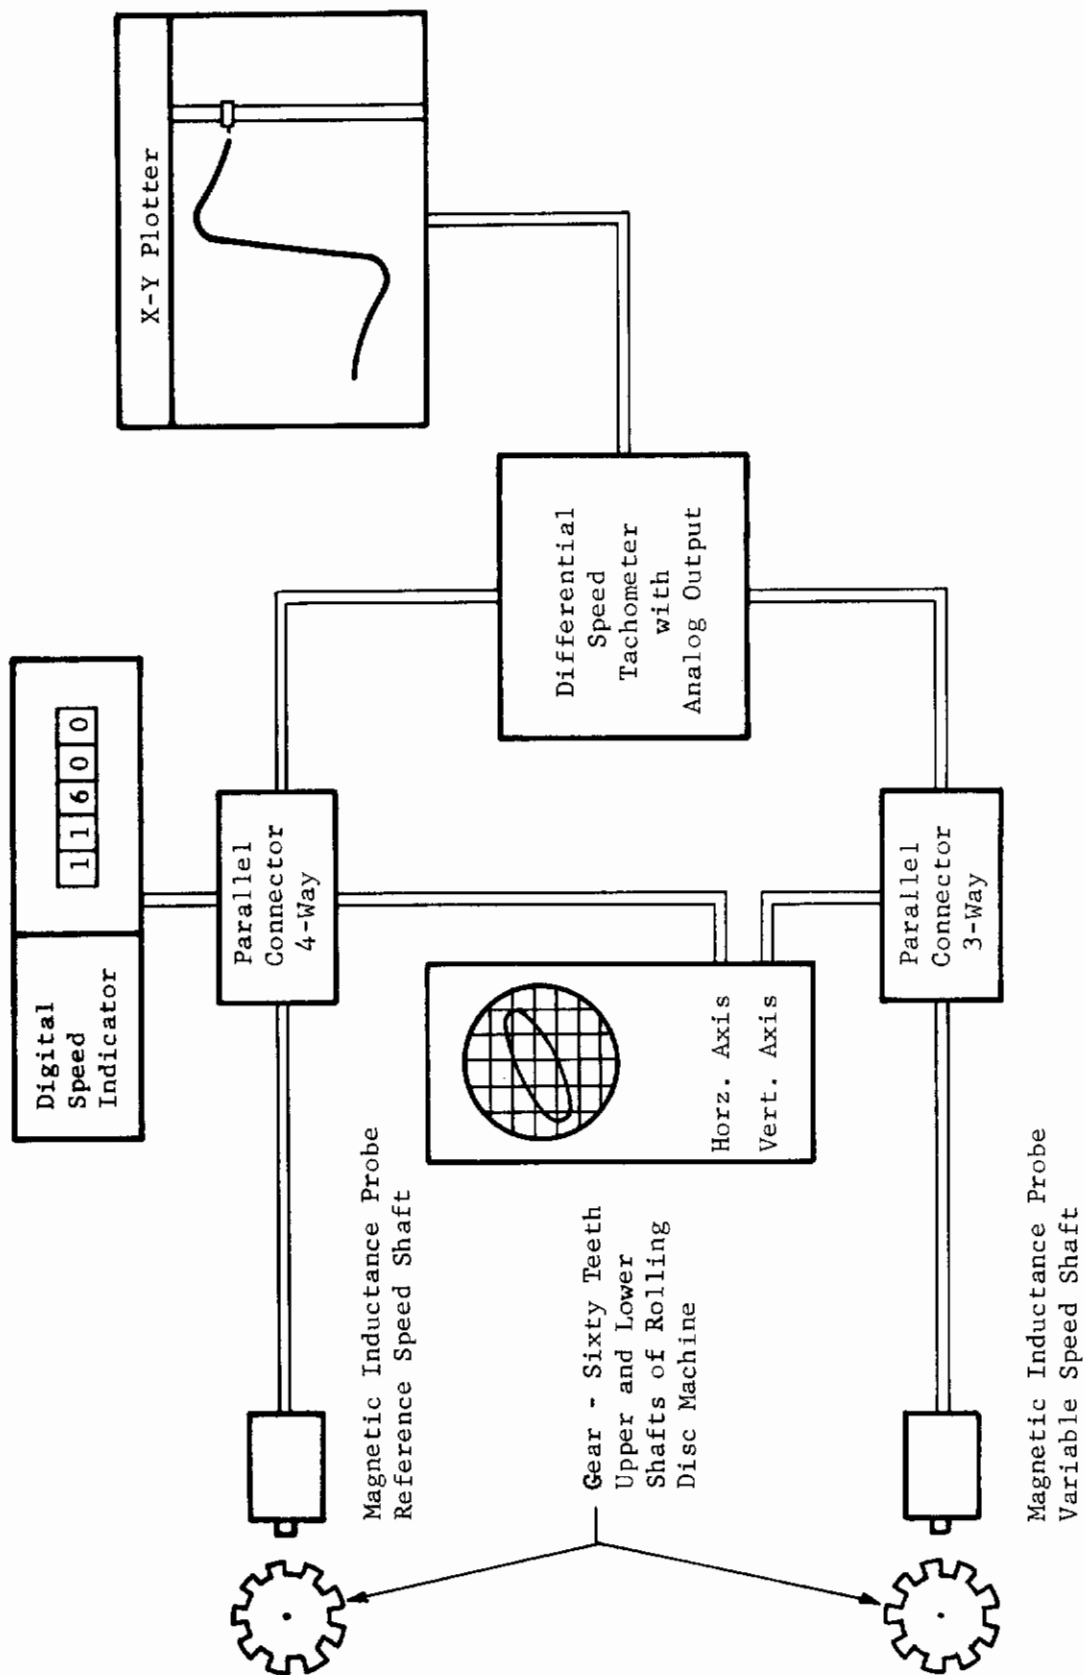 Digital
Speed
Indicator
11600
X-Y Plotter
Parallel
Connector
4-Way
Magnetic Inductance Probe
Reference Speed Shaft
Differential
Speed
Tachometer
with
Analog Output
Gear - Sixty Teeth
Upper and Lower
Shafts of Rolling
Disc Machine
Horz. Axis
Vert. Axis
Parallel
Connector
3-Way
Magnetic Inductance Probe
Variable Speed Shaft